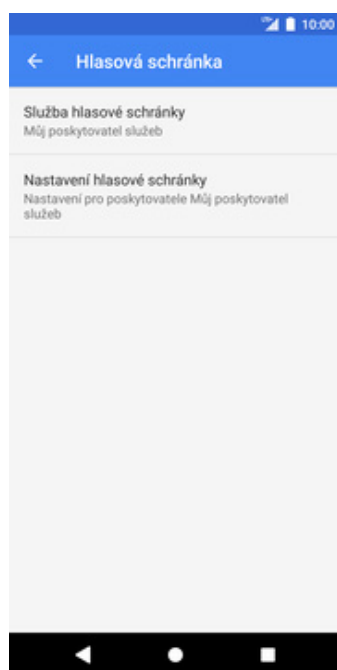 10:00
Hlasová schránka
Služba hlasové schránky
Můj poskytovatel služeb
Nastavení hlasové schránky
Nastavení pro poskytovatele Můj poskytovatel
služeb